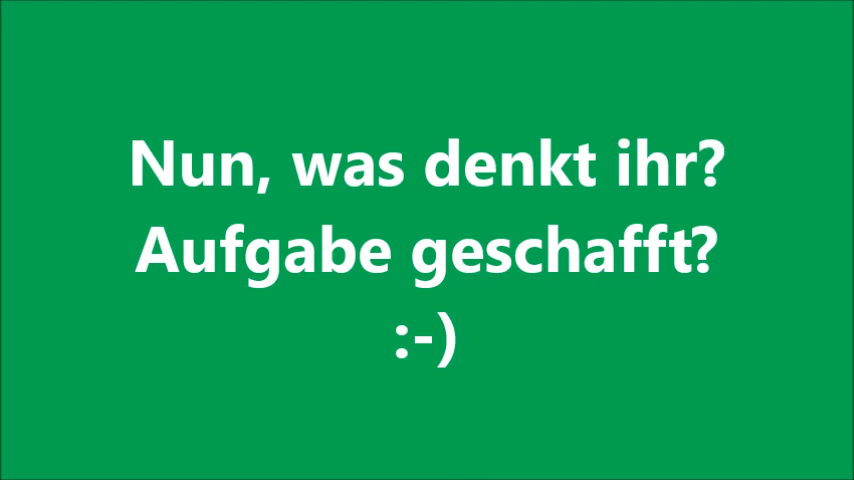 Nun, was denkt ihr?
Aufgabe geschafft?
:-)